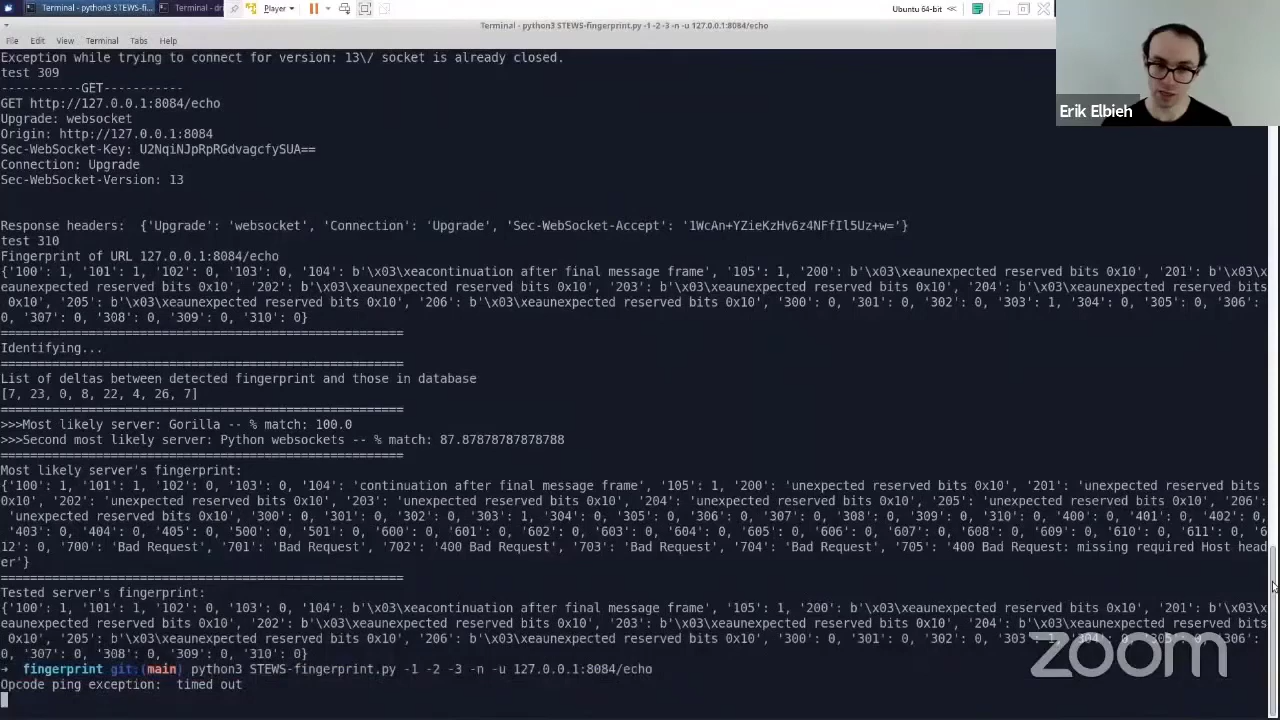 Terminal - python3 STEWS-f...
Terminal - dr
Player
Ubuntu 64-bit
Terminal - python3 STEWS-fingerprint.py -1 -2 -3 -n -u 127.0.0.1:8084/echo
File Edit View Terminal Tabs Help
Exception while trying to connect for version: 13\/ socket is already closed.
test 309
-----------GET-----------
GET http://127.0.0.1:8084/echo
Upgrade: websocket
Origin: http://127.0.0.1:8084
Sec-WebSocket-Key: U2NqiNJpRpRGdvagcfySUA==
Connection: Upgrade
Sec-WebSocket-Version: 13
Response headers:  {'Upgrade': 'websocket', 'Connection': 'Upgrade', 'Sec-WebSocket-Accept': '1WcAn+YZieKzHv6z4NFfIl5Uz+w='}
test 310
Fingerprint of URL 127.0.0.1:8084/echo
{'100': 1, '101': 1, '102': 0, '103': 0, '104': b'\x03\xeacontinuation after final message frame', '105': 1, '200': b'\x03\xeaunexpected reserved bits 0x10', '201': b'\x03\x
eaunexpected reserved bits 0x10', '202': b'\x03\xeaunexpected reserved bits 0x10', '203': b'\x03\xeaunexpected reserved bits 0x10', '204': b'\x03\xeaunexpected reserved bits
 0x10', '205': b'\x03\xeaunexpected reserved bits 0x10', '206': b'\x03\xeaunexpected reserved bits 0x10', '300': 0, '301': 0, '302': 0, '303': 1, '304': 0, '305': 0, '306':
0, '307': 0, '308': 0, '309': 0, '310': 0}
=======================================================
Identifying...
=======================================================
List of deltas between detected fingerprint and those in database
[7, 23, 0, 8, 22, 4, 26, 7]
=======================================================
>>>Most likely server: Gorilla -- % match: 100.0
>>>Second most likely server: Python websockets -- % match: 87.87878787878788
=======================================================
Most likely server's fingerprint:
{'100': 1, '101': 1, '102': 0, '103': 0, '104': 'continuation after final message frame', '105': 1, '200': 'unexpected reserved bits 0x10', '201': 'unexpected reserved bits
0x10', '202': 'unexpected reserved bits 0x10', '203': 'unexpected reserved bits 0x10', '204': 'unexpected reserved bits 0x10', '205': 'unexpected reserved bits 0x10', '206':
 'unexpected reserved bits 0x10', '300': 0, '301': 0, '302': 0, '303': 1, '304': 0, '305': 0, '306': 0, '307': 0, '308': 0, '309': 0, '310': 0, '400': 0, '401': 0, '402': 0,
 '403': 0, '404': 0, '405': 0, '500': 0, '501': 0, '600': 0, '601': 0, '602': 0, '603': 0, '604': 0, '605': 0, '606': 0, '607': 0, '608': 0, '609': 0, '610': 0, '611': 0, '6
12': 0, '700': 'Bad Request', '701': 'Bad Request', '702': '400 Bad Request', '703': 'Bad Request', '704': 'Bad Request', '705': '400 Bad Request: missing required Host head
er'}
=======================================================
Tested server's fingerprint:
{'100': 1, '101': 1, '102': 0, '103': 0, '104': b'\x03\xeacontinuation after final message frame', '105': 1, '200': b'\x03\xeaunexpected reserved bits 0x10', '201': b'\x03\x
eaunexpected reserved bits 0x10', '202': b'\x03\xeaunexpected reserved bits 0x10', '203': b'\x03\xeaunexpected reserved bits 0x10', '204': b'\x03\xeaunexpected reserved bits
 0x10', '205': b'\x03\xeaunexpected reserved bits 0x10', '206': b'\x03\xeaunexpected reserved bits 0x10', '300': 0, '301': 0, '302': 0, '303': 1, '304': 0, '305': 0, '306':
0, '307': 0, '308': 0, '309': 0, '310': 0}
→ fingerprint git:(main) python3 STEWS-fingerprint.py -1 -2 -3 -n -u 127.0.0.1:8084/echo
Opcode ping exception:  timed out
Erik Elbieh
zoom